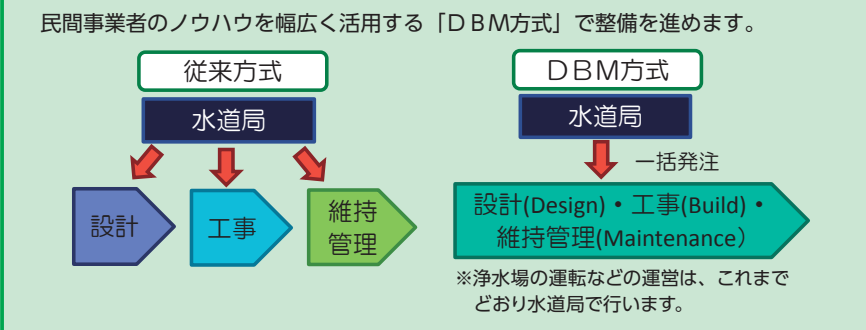 民間事業者のノウハウを幅広く活用する「ＤＢＭ方式」で整備を進めます。
従来方式
水道局
設計
工事
維持
管理
ＤＢＭ方式
水道局
一括発注
設計(Design)・工事(Build)・
維持管理(Maintenance）
※浄水場の運転などの運営は、これまで
どおり水道局で行います。